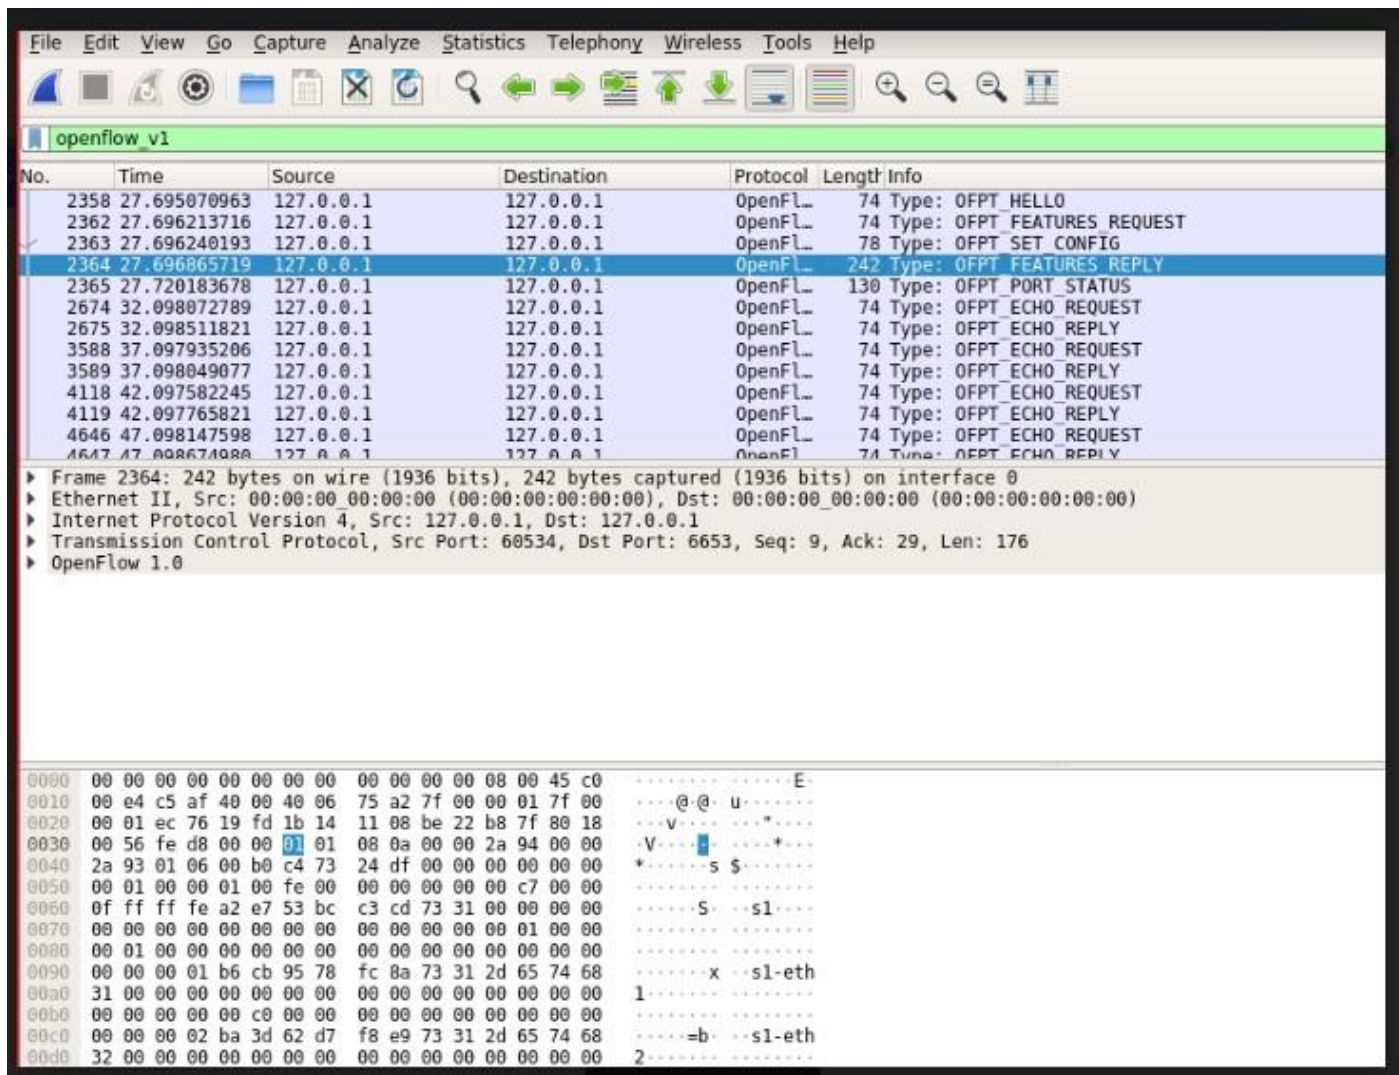 File Edit View Go Capture Analyze Statistics Telephony Wireless Tools Help
openflow_v1
No. Time Source Destination Protocol Length Info
2358 27.695070963 127.0.0.1 127.0.0.1 OpenFl… 74 Type: OFPT_HELLO
2362 27.696213716 127.0.0.1 127.0.0.1 OpenFl… 74 Type: OFPT_FEATURES_REQUEST
2363 27.696240193 127.0.0.1 127.0.0.1 OpenFl… 78 Type: OFPT_SET_CONFIG
2364 27.696865719 127.0.0.1 127.0.0.1 OpenFl… 242 Type: OFPT_FEATURES_REPLY
2365 27.720183678 127.0.0.1 127.0.0.1 OpenFl… 130 Type: OFPT_PORT_STATUS
2674 32.098072789 127.0.0.1 127.0.0.1 OpenFl… 74 Type: OFPT_ECHO_REQUEST
2675 32.098511821 127.0.0.1 127.0.0.1 OpenFl… 74 Type: OFPT_ECHO_REPLY
3588 37.097935206 127.0.0.1 127.0.0.1 OpenFl… 74 Type: OFPT_ECHO_REQUEST
3589 37.098049077 127.0.0.1 127.0.0.1 OpenFl… 74 Type: OFPT_ECHO_REPLY
4118 42.097582245 127.0.0.1 127.0.0.1 OpenFl… 74 Type: OFPT_ECHO_REQUEST
4119 42.097765821 127.0.0.1 127.0.0.1 OpenFl… 74 Type: OFPT_ECHO_REPLY
4646 47.098147598 127.0.0.1 127.0.0.1 OpenFl… 74 Type: OFPT_ECHO_REQUEST
4647 47.098674980 127.0.0.1 127.0.0.1 OpenFl… 74 Type: OFPT_ECHO_REPLY
Frame 2364: 242 bytes on wire (1936 bits), 242 bytes captured (1936 bits) on interface 0
Ethernet II, Src: 00:00:00_00:00:00 (00:00:00:00:00:00), Dst: 00:00:00_00:00:00 (00:00:00:00:00:00)
Internet Protocol Version 4, Src: 127.0.0.1, Dst: 127.0.0.1
Transmission Control Protocol, Src Port: 60534, Dst Port: 6653, Seq: 9, Ack: 29, Len: 176
OpenFlow 1.0
0000 00 00 00 00 00 00 00 00 00 00 00 00 08 00 45 c0 ········ ······E·
0010 00 e4 c5 af 40 00 40 06 75 a2 7f 00 00 01 7f 00 ····@·@· u·······
0020 00 01 ec 76 19 fd 1b 14 11 08 be 22 b8 7f 80 18 ···v···· ···"····
0030 00 56 fe d8 00 00 01 01 08 0a 00 00 2a 94 00 00 ·V······ ····*···
0040 2a 93 01 06 00 b0 c4 73 24 df 00 00 00 00 00 00 *······s $·······
0050 00 01 00 00 01 00 fe 00 00 00 00 00 00 c7 00 00 ········ ········
0060 0f ff ff fe a2 e7 53 bc c3 cd 73 31 00 00 00 00 ······S· ··s1····
0070 00 00 00 00 00 00 00 00 00 00 00 00 00 01 00 00 ········ ········
0080 00 01 00 00 00 00 00 00 00 00 00 00 00 00 00 00 ········ ········
0090 00 00 00 01 b6 cb 95 78 fc 8a 73 31 2d 65 74 68 ·······x ··s1-eth
00a0 31 00 00 00 00 00 00 00 00 00 00 00 00 00 00 00 1······· ········
00b0 00 00 00 00 00 c0 00 00 00 00 00 00 00 00 00 00 ········ ········
00c0 00 00 00 02 ba 3d 62 d7 f8 e9 73 31 2d 65 74 68 ·····=b· ··s1-eth
00d0 32 00 00 00 00 00 00 00 00 00 00 00 00 00 00 00 2······· ········